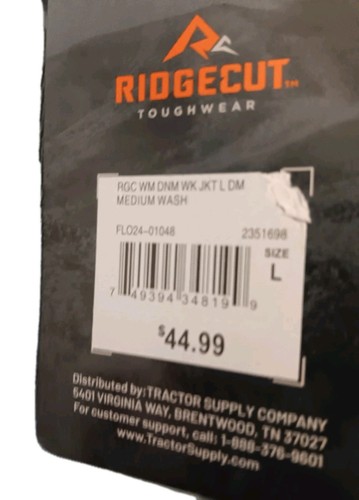 RIDGECUT™
TOUGHWEAR
RGC WM DNM WK JKT L DM
MEDIUM WASH
FLO24-01048 2351698
SIZE
L
7 49394 34819 9
$44.99
Distributed by: TRACTOR SUPPLY COMPANY
5401 VIRGINIA WAY, BRENTWOOD, TN 37027
For customer support, call: 1-888-376-9601
www.TractorSupply.com